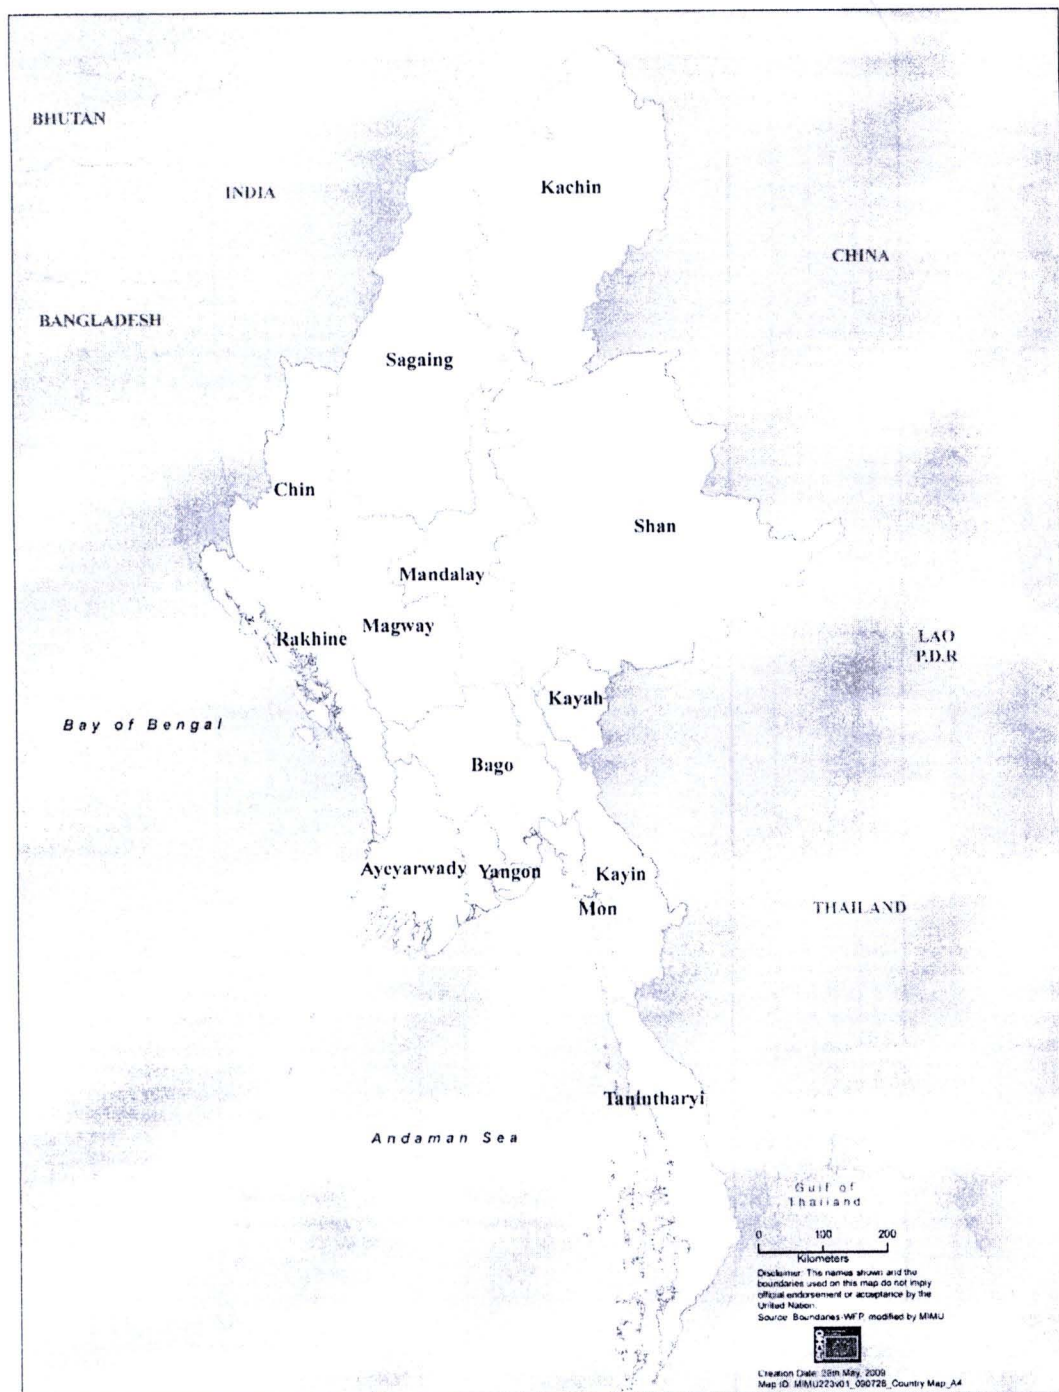 BHUTAN
INDIA
Kachin
CHINA
BANGLADESH
Sagaing
Chin
Shan
Mandalay
Magway
Rakhine
LAO
P.D.R
Kayah
Bay of Bengal
Bago
Ayeyarwady
Yangon
Kayin
Mon
THAILAND
Tanintharyi
Andaman Sea
Gulf of
Thailand
0 100 200
Kilometers
Disclaimer: The names shown and the
boundaries used on this map do not imply
official endorsement or acceptance by the
United Nation.
Source: Boundaries-WFP, modified by MIMU
ECHO
Creation Date: 28th May, 2009
Map ID: MIMU223v01_090728_Country Map_A4